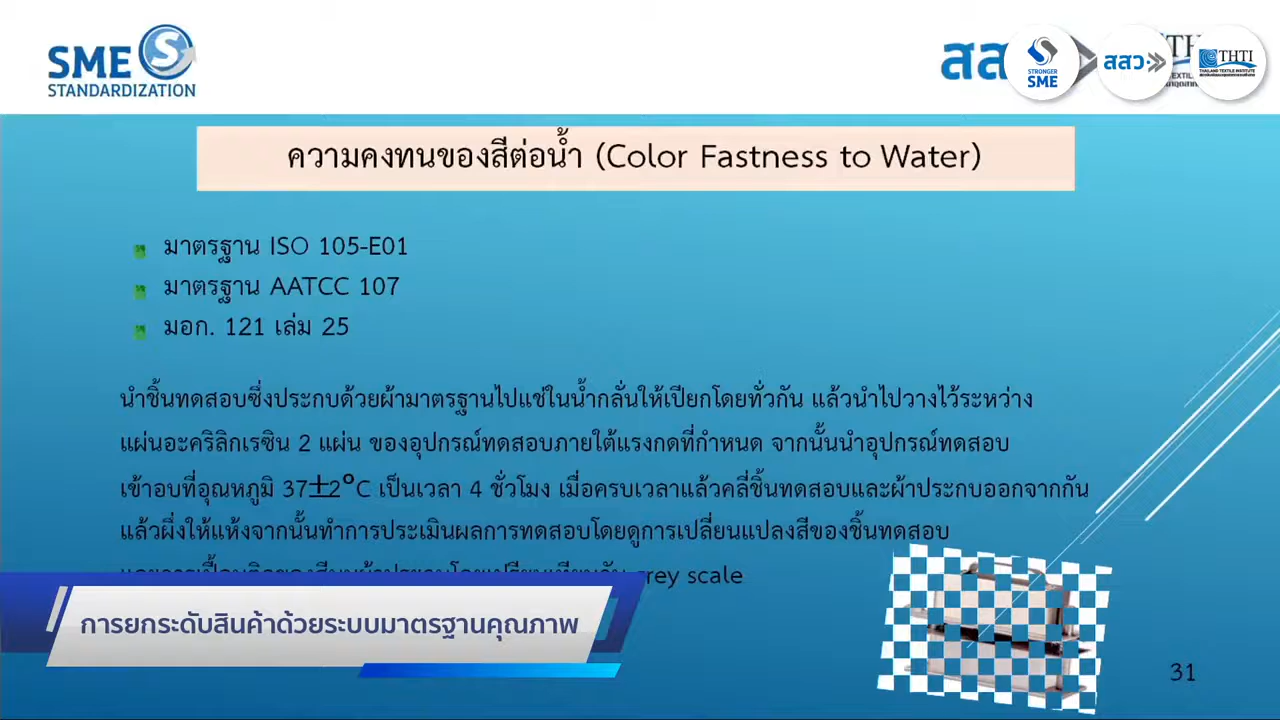 SME
STANDARDIZATION
สสว
STRONGER
SME
สสว
THTI
THAILAND TEXTILE INSTITUTE
ความคงทนของสีต่อน้ำ (Color Fastness to Water)
มาตรฐาน ISO 105-E01
มาตรฐาน AATCC 107
มอก. 121 เล่ม 25
นำชิ้นทดสอบซึ่งประกบด้วยผ้ามาตรฐานไปแช่ในน้ำกลั่นให้เปียกโดยทั่วกัน แล้วนำไปวางไว้ระหว่าง
แผ่นอะคริลิกเรซิน 2 แผ่น ของอุปกรณ์ทดสอบภายใต้แรงกดที่กำหนด จากนั้นนำอุปกรณ์ทดสอบ
เข้าอบที่อุณหภูมิ 37±2°C เป็นเวลา 4 ชั่วโมง เมื่อครบเวลาแล้วคลี่ชิ้นทดสอบและผ้าประกบออกจากกัน
แล้วผึ่งให้แห้งจากนั้นทำการประเมินผลการทดสอบโดยดูการเปลี่ยนแปลงสีของชิ้นทดสอบ
scale
การยกระดับสินค้าด้วยระบบมาตรฐานคุณภาพ
31